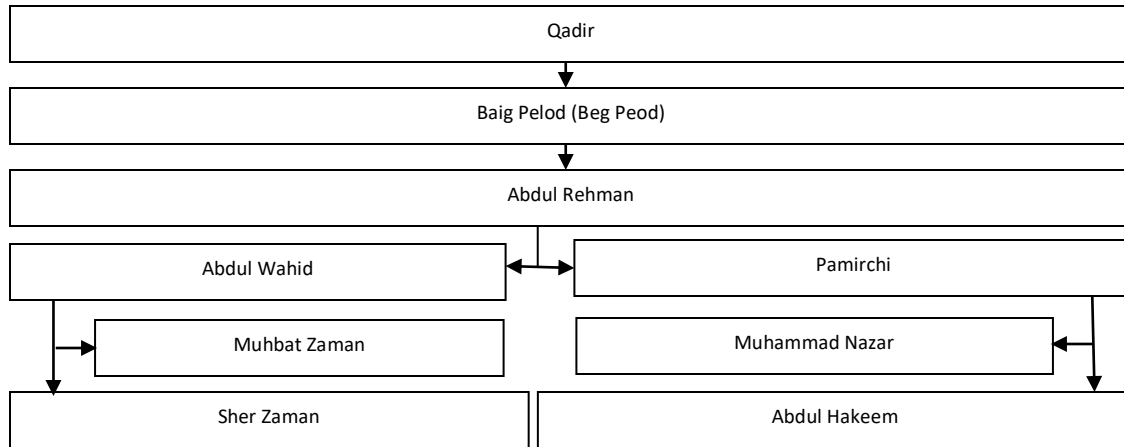 Qadir
Baig Pelod (Beg Peod)
Abdul Rehman
Abdul Wahid
Pamirchi
Muhbat Zaman
Muhammad Nazar
Sher Zaman
Abdul Hakeem